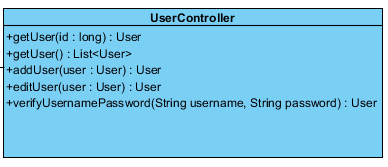 UserController
+getUser(id : long) : User
+getUser() : List<User>
+addUser(user : User) : User
+editUser(user : User) : User
+verifyUsernamePassword(String username, String password) : User